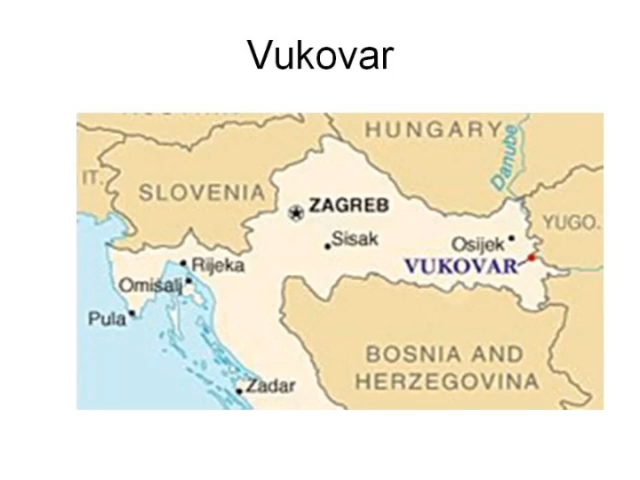 Vukovar
HUNGARY
Danube
IT.
SLOVENIA
ZAGREB
YUGO.
Sisak
Osijek
VUKOVAR
Rijeka
Omisalj
Pula
BOSNIA AND
HERZEGOVINA
Zadar